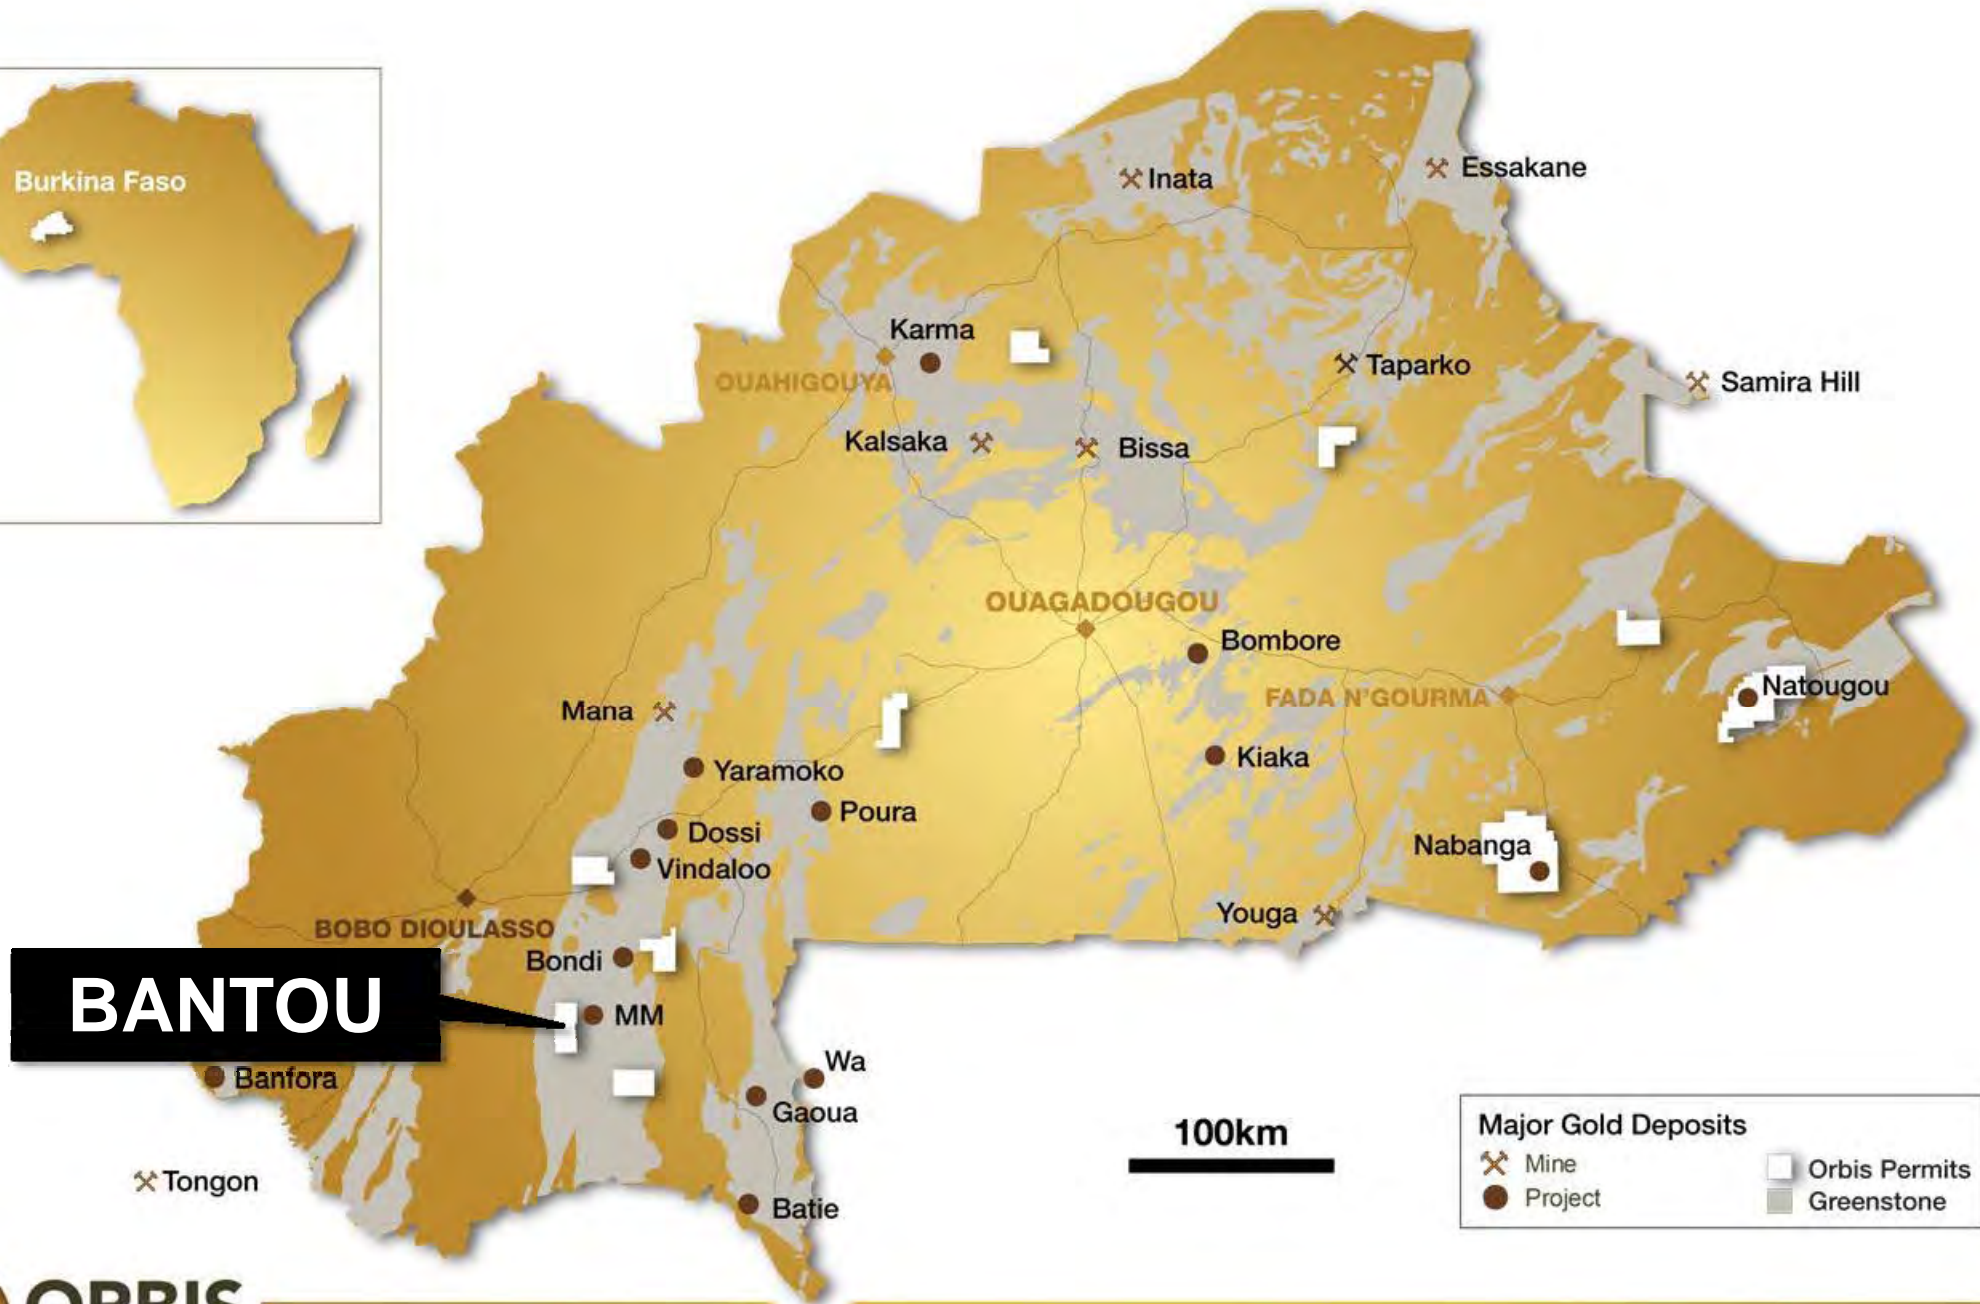 Burkina Faso
Inata
Essakane
Karma
OUAHIGOUYA
Taparko
Samira Hill
Kalsaka
Bissa
OUAGADOUGOU
Bombore
FADA N'GOURMA
Natougou
Mana
Kiaka
Yaramoko
Poura
Dossi
Vindaloo
Nabanga
Youga
BOBO DIOULASSO
Bondi
BANTOU
MM
Wa
Banfora
Gaoua
Tongon
Batie
100km
Major Gold Deposits
Mine
Project
Orbis Permits
Greenstone
ORBIS